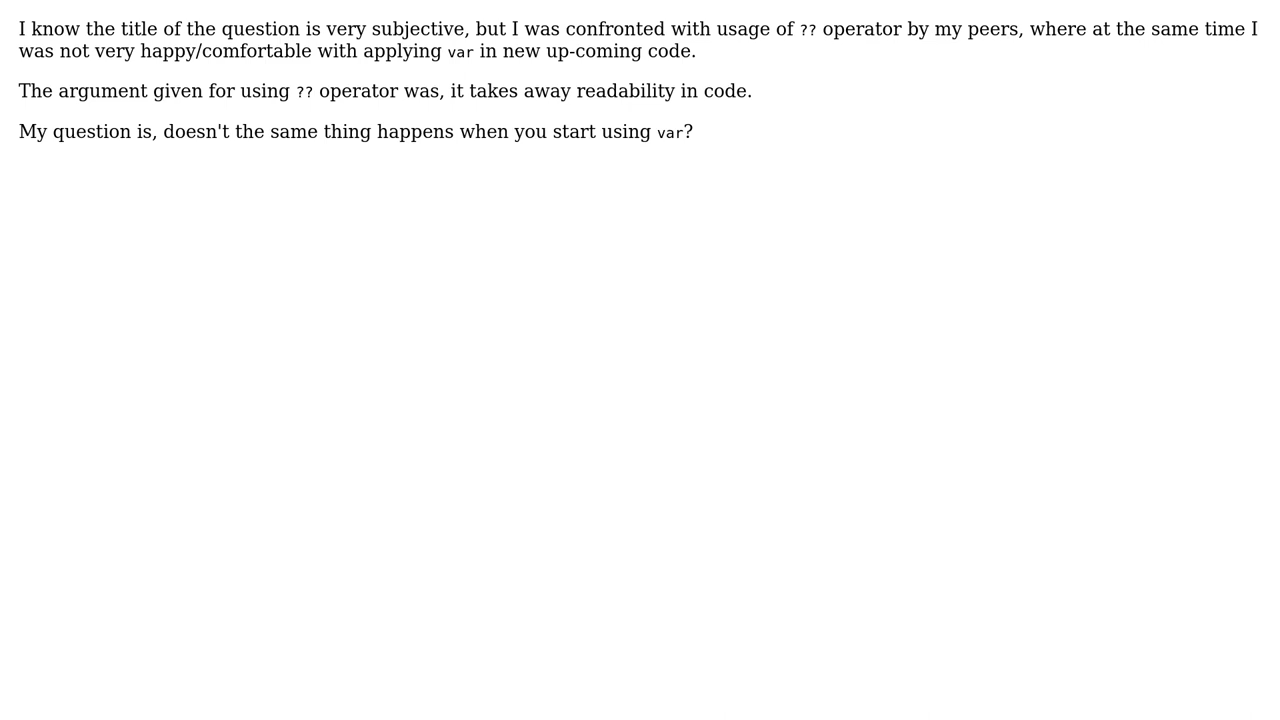 I know the title of the question is very subjective, but I was confronted with usage of ?? operator by my peers, where at the same time I
was not very happy/comfortable with applying var in new up-coming code.
The argument given for using ?? operator was, it takes away readability in code.
My question is, doesn't the same thing happens when you start using var?